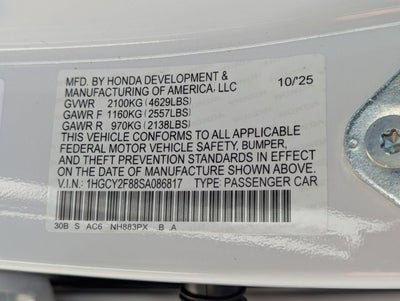 MFD. BY HONDA DEVELOPMENT &
MANUFACTURING OF AMERICA, LLC
10/'25
GVWR 2100KG (4629LBS)
GAWR F 1160KG (2557LBS)
GAWR R 970KG (2138LBS)
THIS VEHICLE CONFORMS TO ALL APPLICABLE
FEDERAL MOTOR VEHICLE SAFETY, BUMPER,
AND THEFT PREVENTION STANDARDS IN EFFECT ON
THE DATE OF MANUFACTURE SHOWN ABOVE.
V.I.N.: 1HGCY2F88SA086817 TYPE: PASSENGER CAR
30B S AC6 NH883PX B A